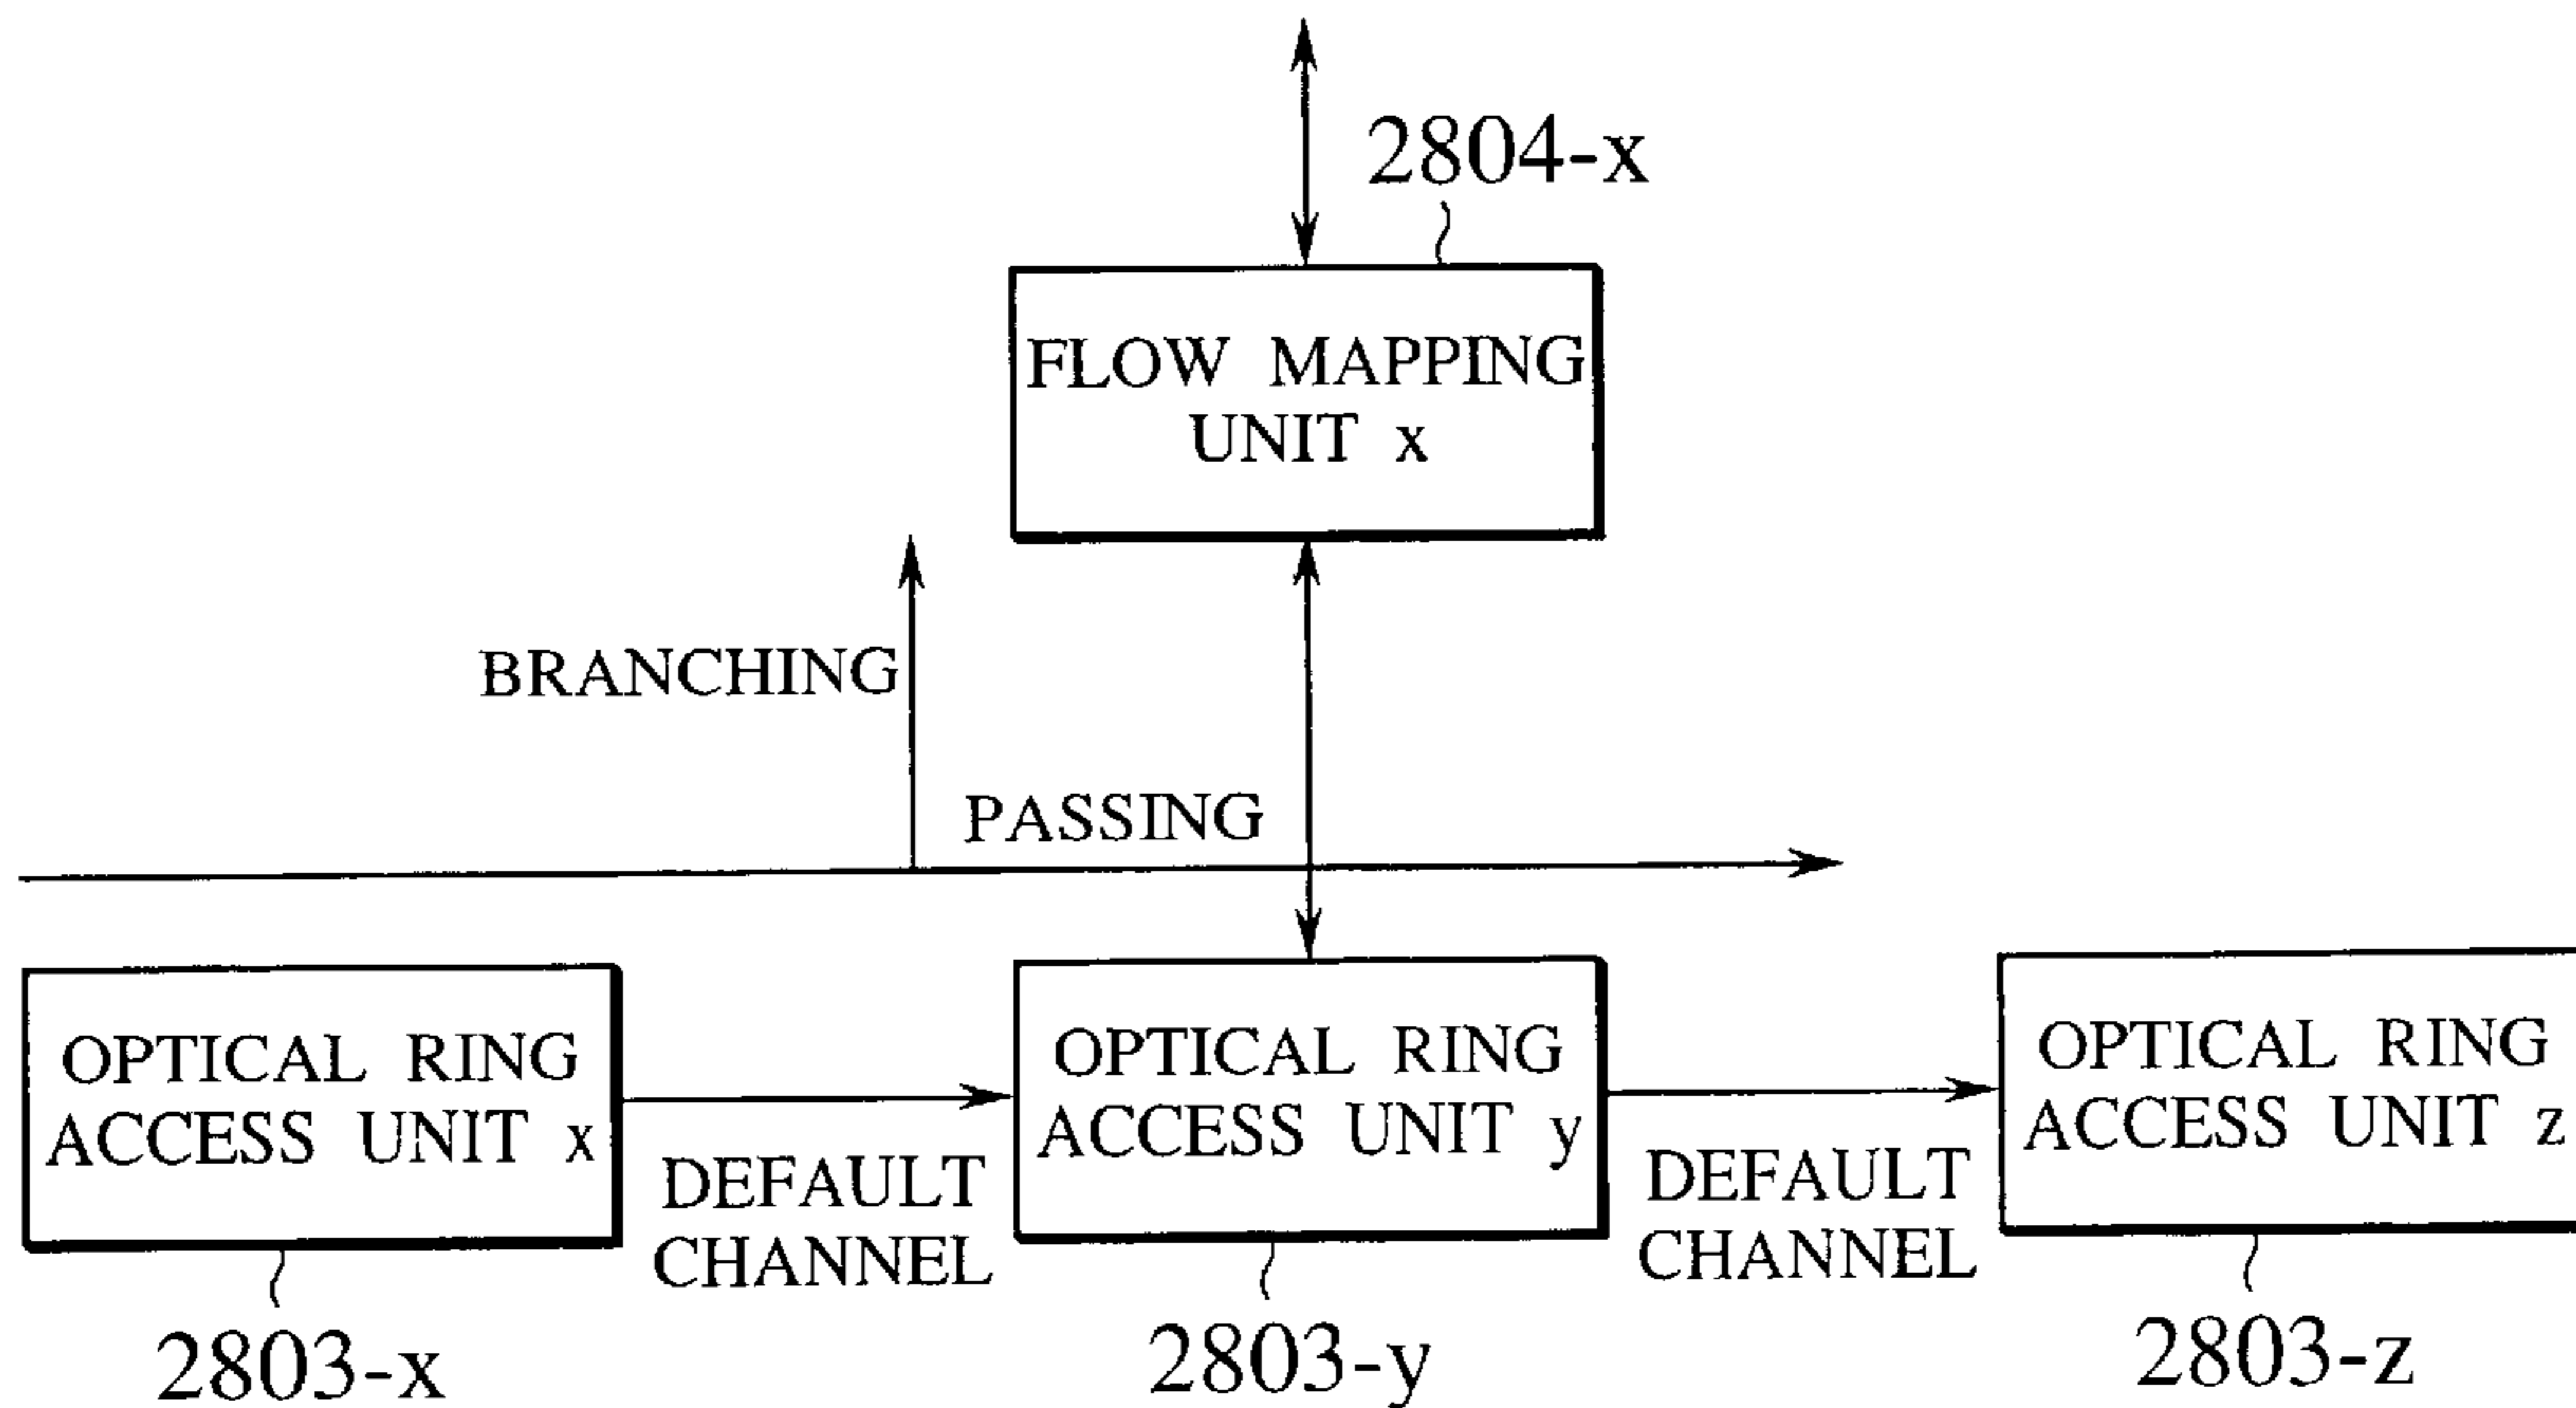 2804-x
FLOW MAPPING
UNIT x
BRANCHING
PASSING
OPTICAL RING
ACCESS UNIT x
DEFAULT
CHANNEL
OPTICAL RING
ACCESS UNIT y
DEFAULT
CHANNEL
OPTICAL RING
ACCESS UNIT z
2803-x
2803-y
2803-z